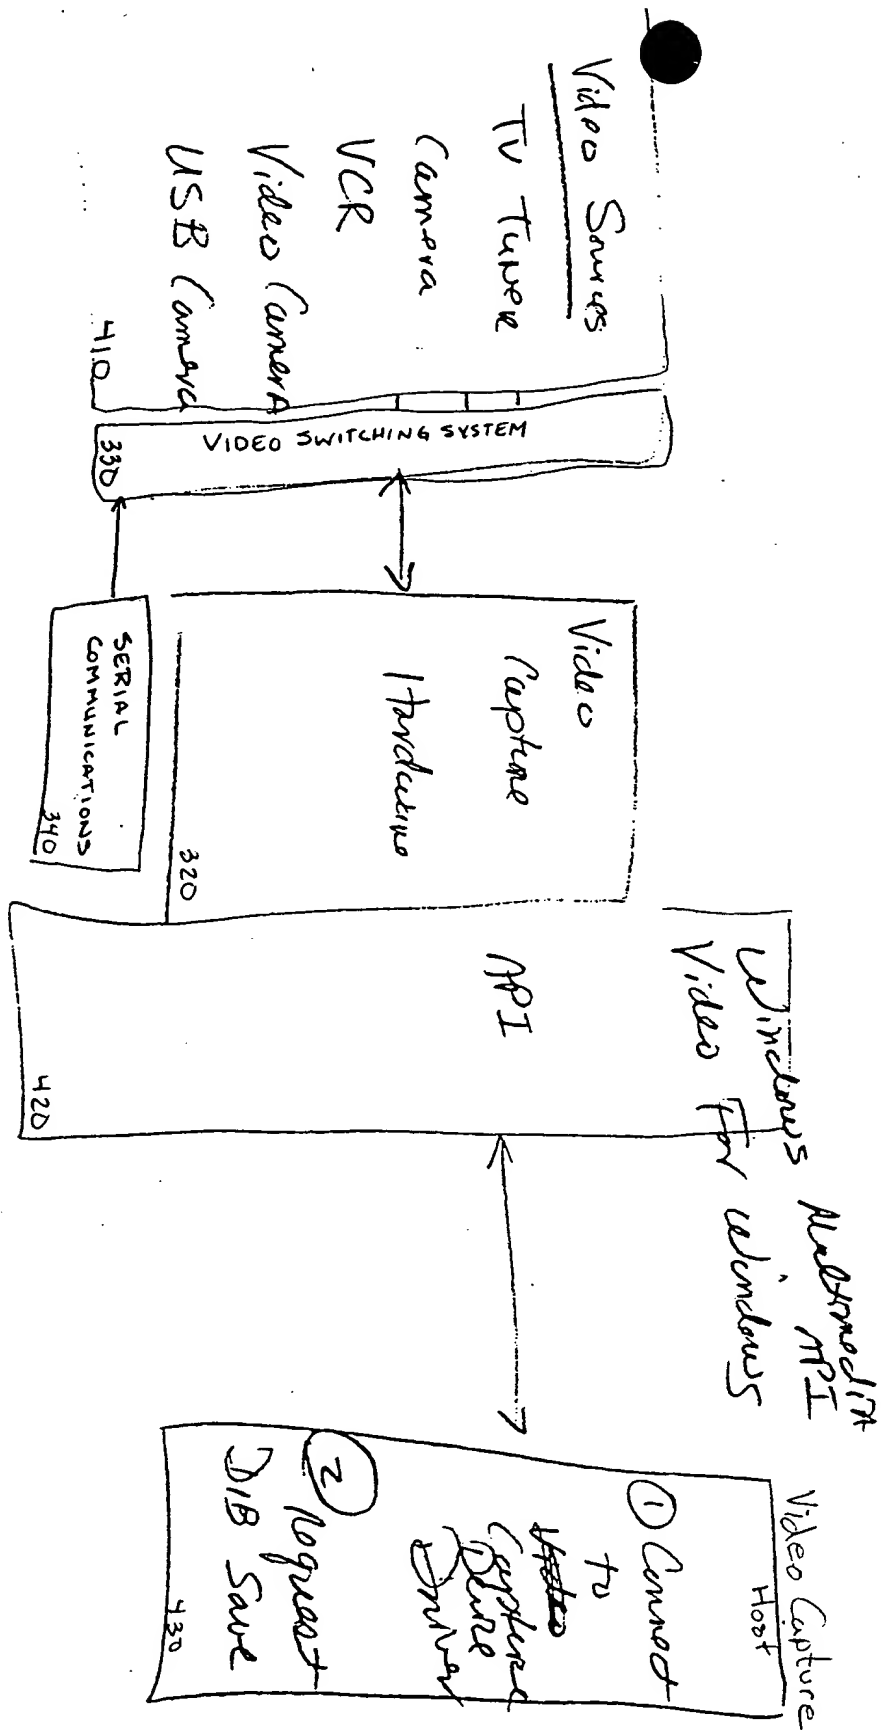 Video Sources
TV Tuner
Camera
VCR
Video Camera
USB Camera
410
VIDEO SWITCHING SYSTEM
330
Video
Capture
Hardware
320
SERIAL
COMMUNICATIONS
340
Windows Multimedia
API
Video For Windows
API
420
Video Capture
Host
1 Connect
to
Video
Capture
Device
Driver
2 Request
DIB Save
430